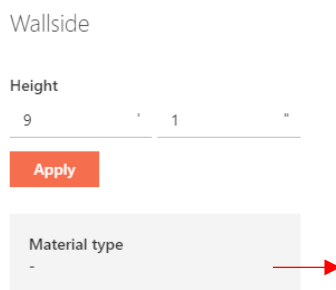 Wallside
Height
9 ' 1 "
Apply
Material type
-